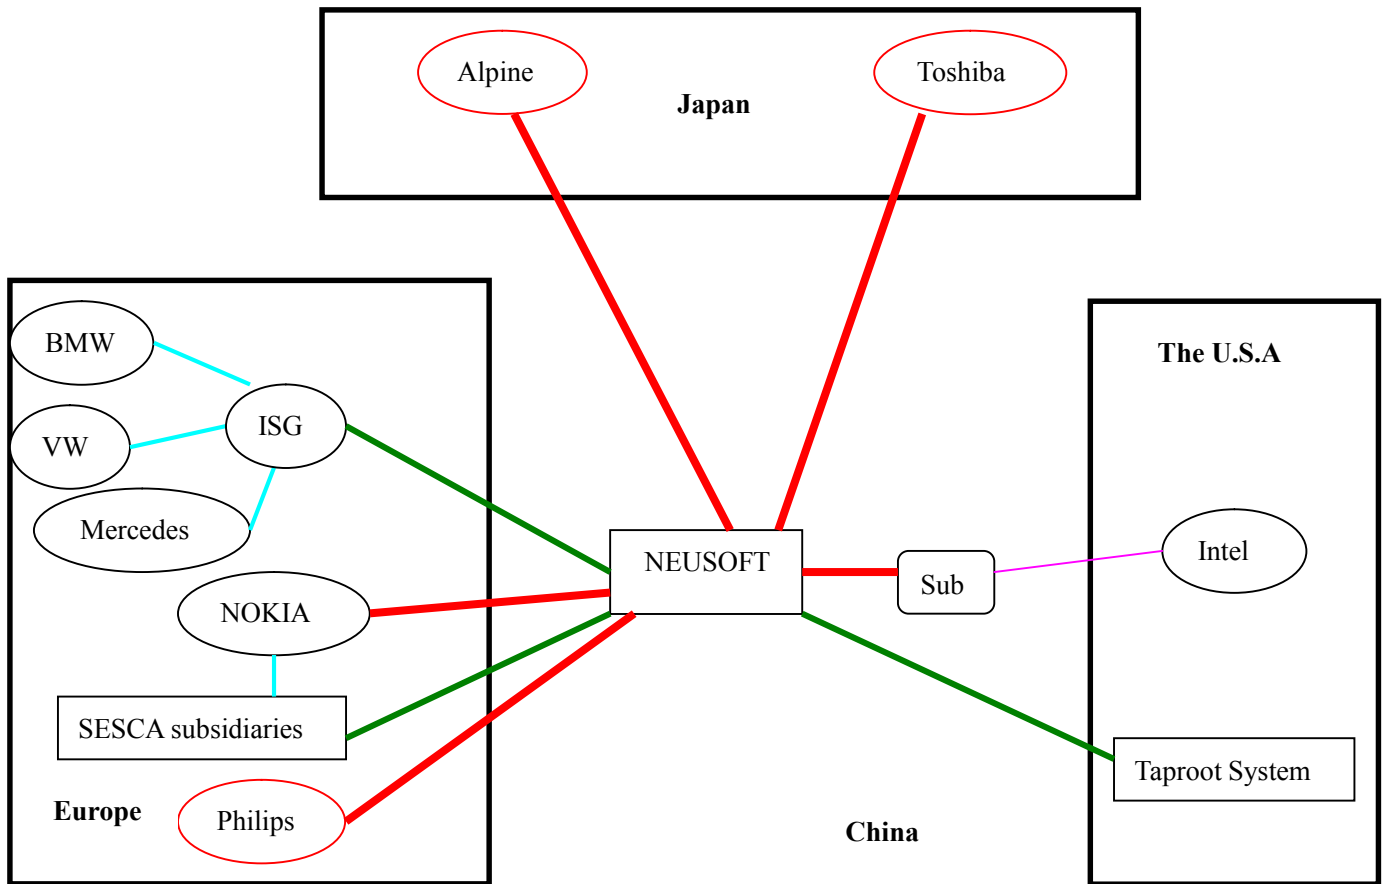 Alpine
Toshiba
Japan
BMW
The U.S.A
ISG
VW
Mercedes
Intel
NEUSOFT
Sub
NOKIA
SESCA subsidiaries
Taproot System
Europe
Philips
China